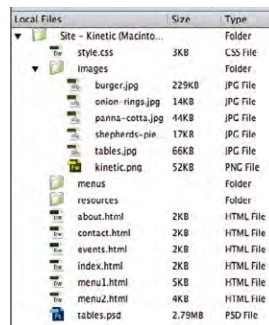 Local Files Size Type
Site - Kinetic (Macinto... Folder
style.css 3KB CSS File
images Folder
burger.jpg 229KB JPG File
onion-rings.jpg 14KB JPG File
panna-cotta.jpg 44KB JPG File
shepherds-pie... 17KB JPG File
tables.jpg 66KB JPG File
kinetic.png 52KB PNG File
menus Folder
resources Folder
about.html 2KB HTML File
contact.html 2KB HTML File
events.html 2KB HTML File
index.html 2KB HTML File
menu1.html 5KB HTML File
menu2.html 4KB HTML File
tables.psd 2.79MB PSD File